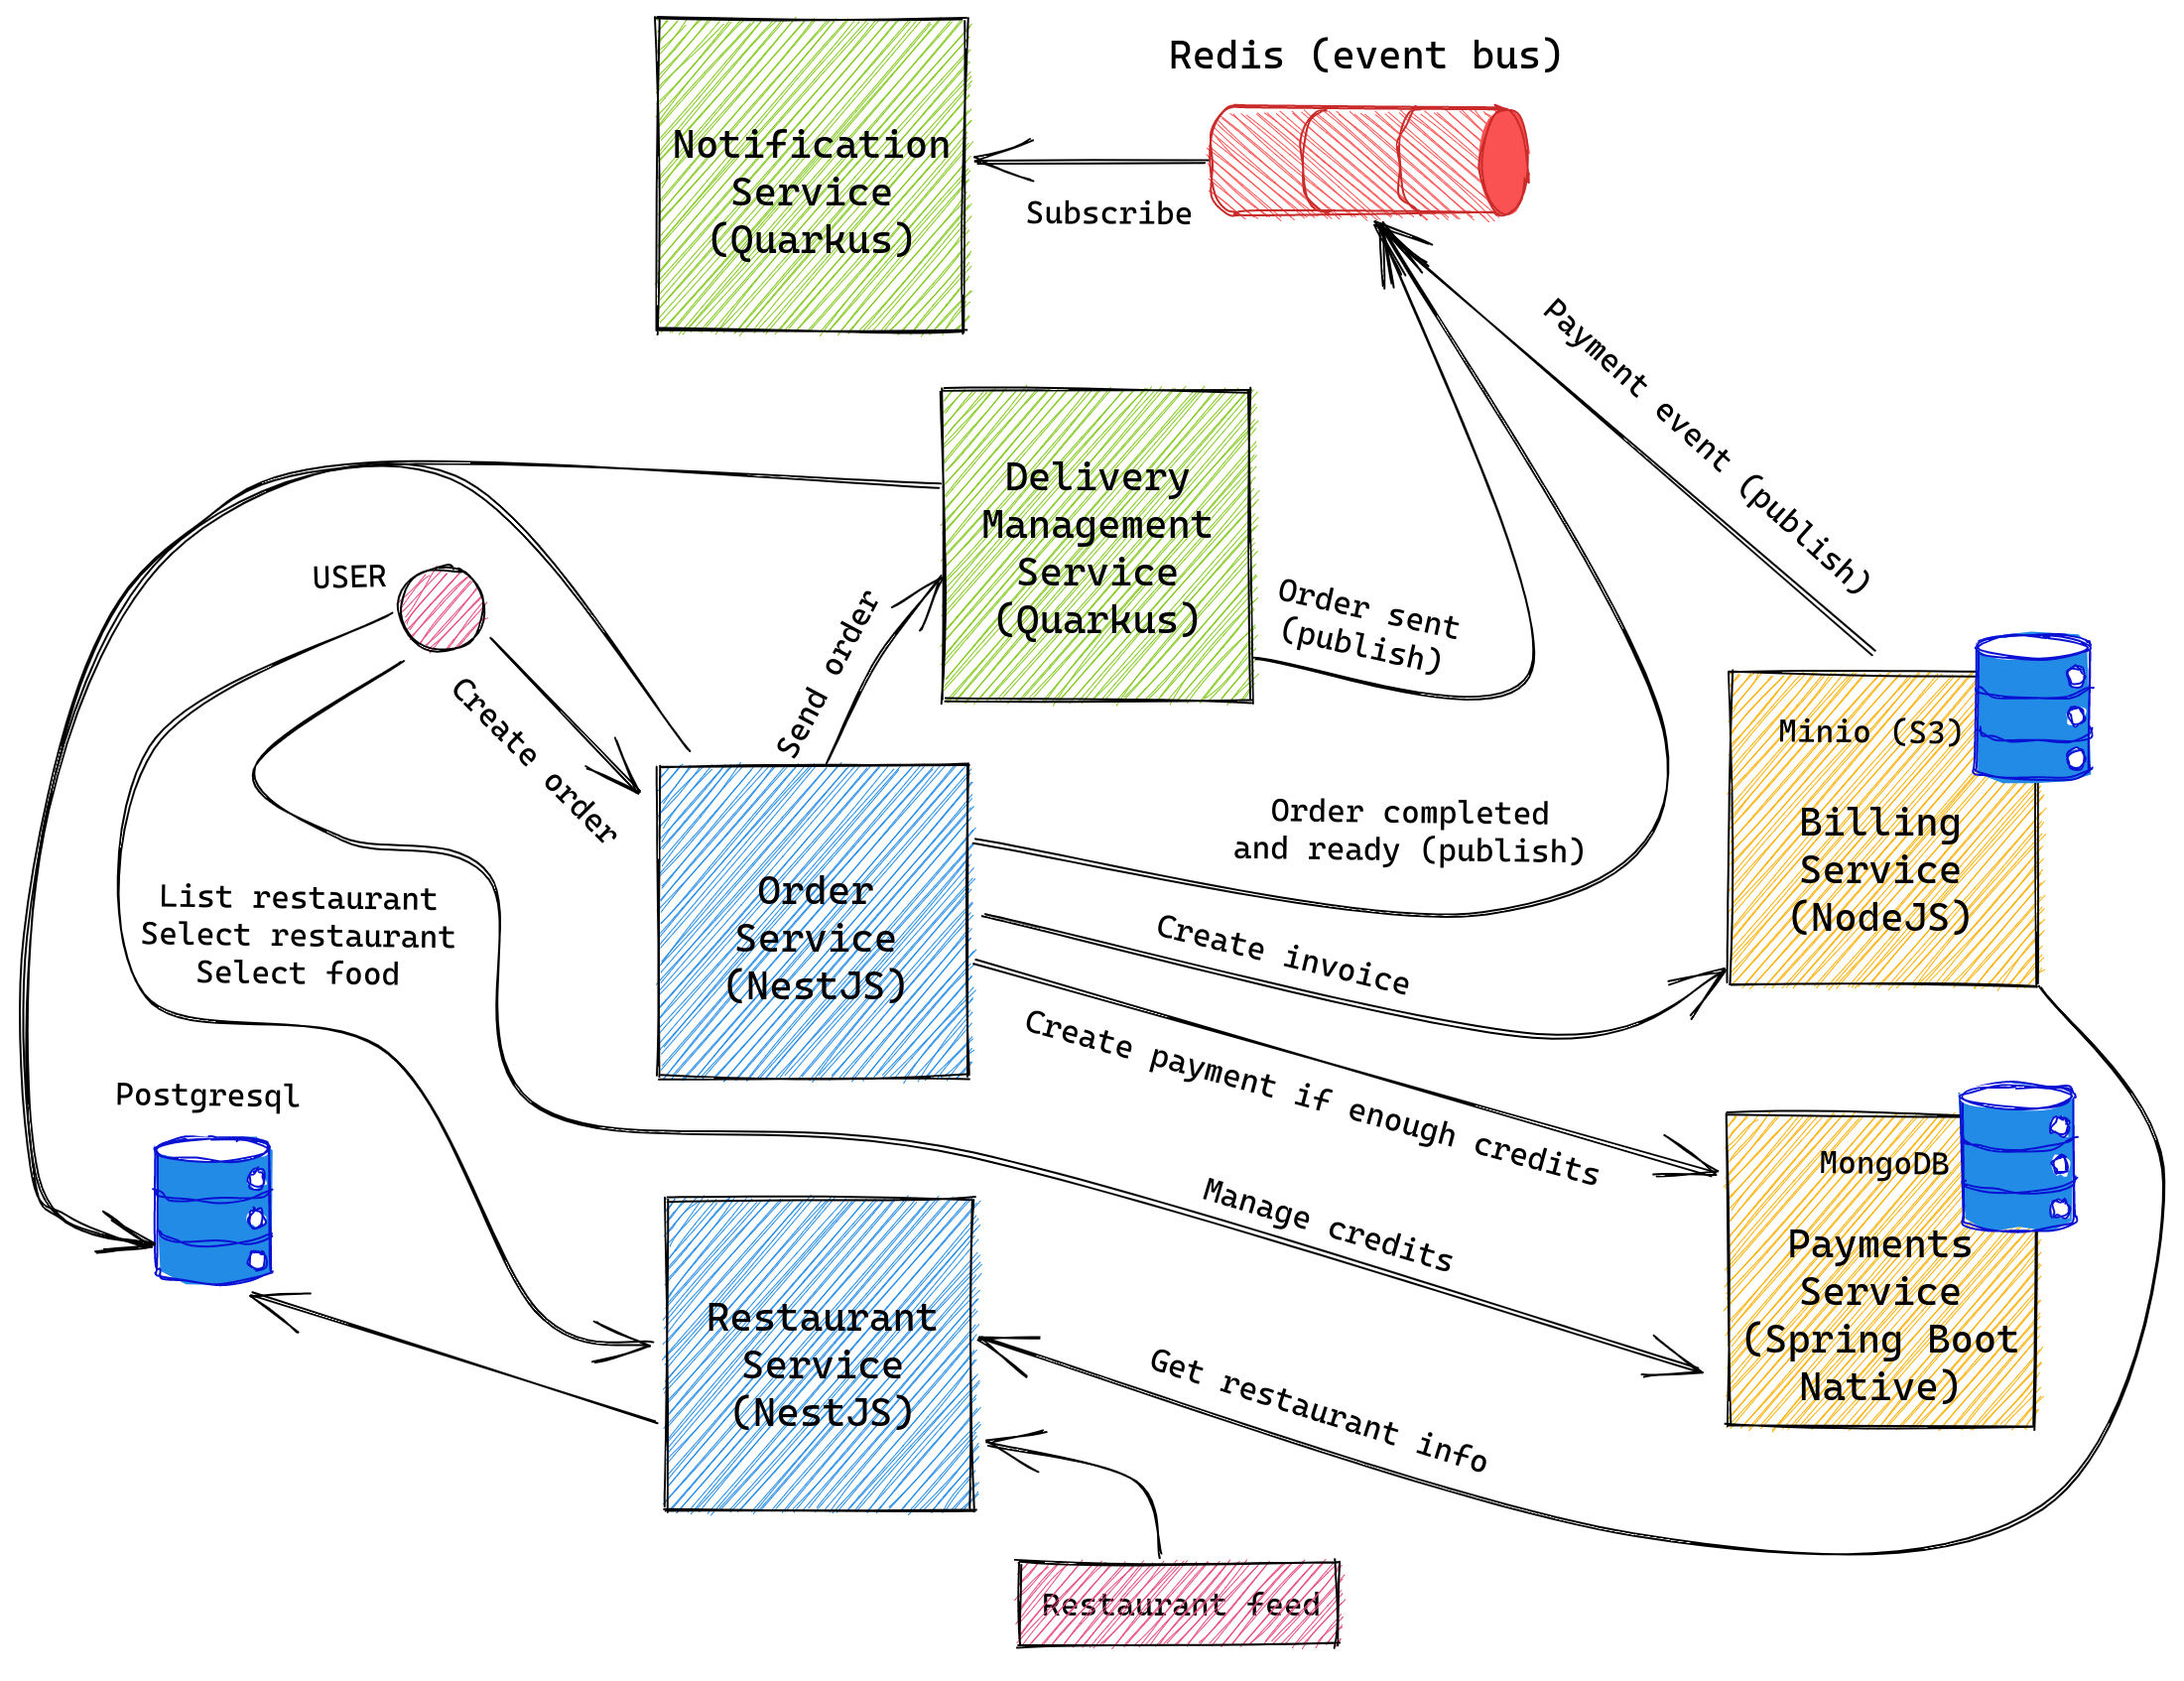 Redis (event bus)
Notification
Service
(Quarkus)
Subscribe
Payment event (publish)
Delivery
Management
Service
(Quarkus)
USER
Order sent
(publish)
Send order
Create order
Minio (S3)
Billing
Service
(NodeJS)
Order completed
and ready (publish)
Order
Service
(NestJS)
List restaurant
Select restaurant
Select food
Create invoice
Create payment if enough credits
Postgresql
MongoDB
Payments
Service
(Spring Boot
Native)
Manage credits
Restaurant
Service
(NestJS)
Get restaurant info
Restaurant feed